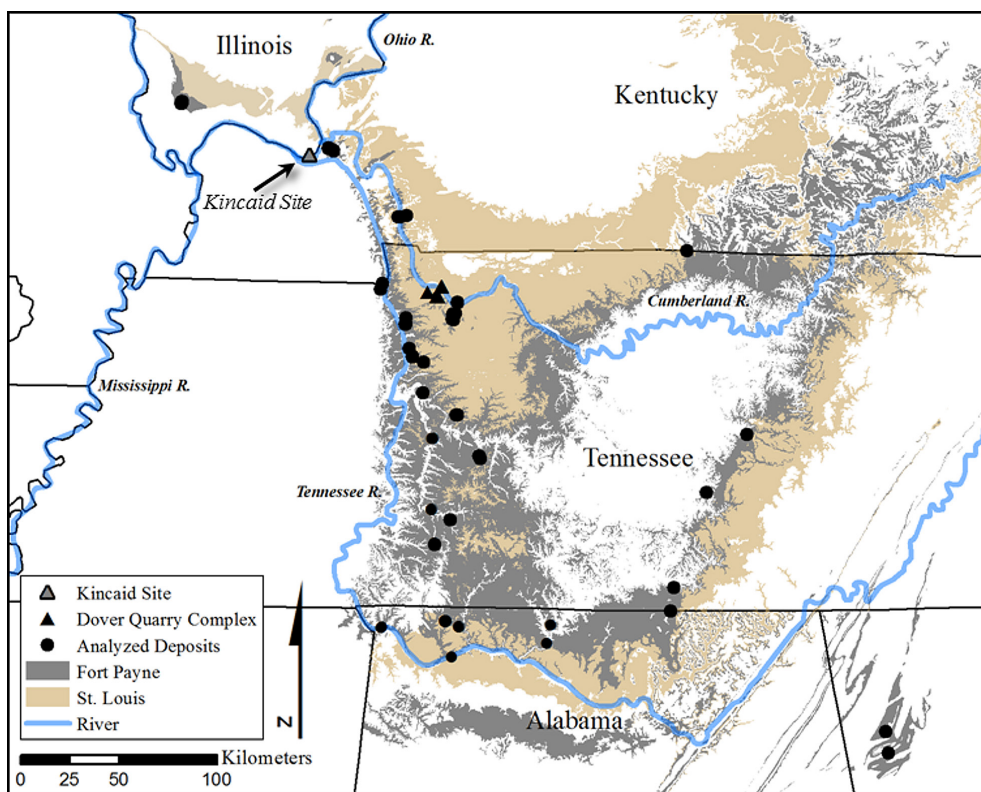 Illinois
Ohio R.
Kentucky
Kincaid Site
Cumberland R.
Mississippi R.
Tennessee
Tennessee R.
Kincaid Site
Dover Quarry Complex
Analyzed Deposits
Fort Payne
St. Louis
River
N
Alabama
Kilometers
0 25 50 100